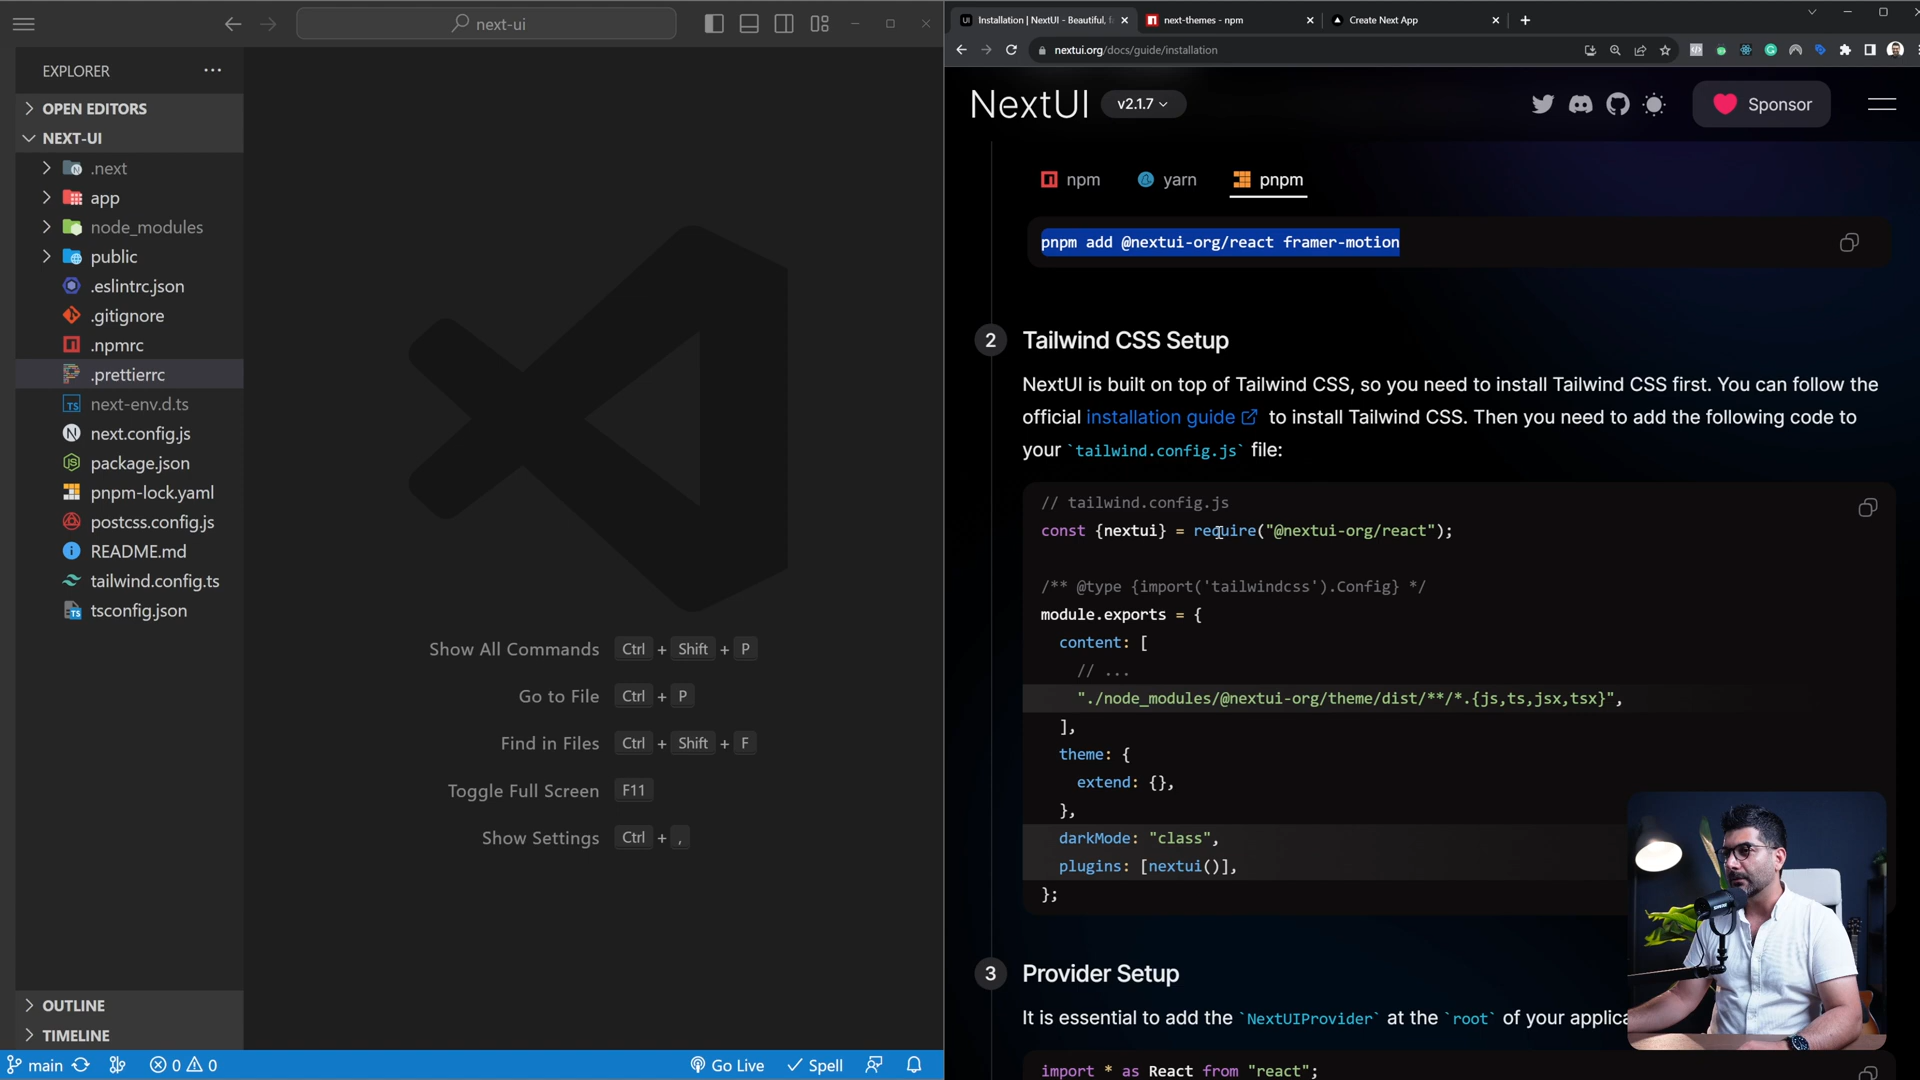 next-ui
EXPLORER
OPEN EDITORS
NEXT-UI
.next
app
node_modules
public
.eslintrc.json
.gitignore
.npmrc
.prettierrc
next-env.d.ts
next.config.js
package.json
pnpm-lock.yaml
postcss.config.js
README.md
tailwind.config.ts
tsconfig.json
OUTLINE
TIMELINE
Show All Commands Ctrl + Shift + P
Go to File Ctrl + P
Find in Files Ctrl + Shift + F
Toggle Full Screen F11
Show Settings Ctrl + ,
main 0 0 Go Live Spell
Installation | NextUI - Beautiful, f
next-themes - npm
Create Next App
nextui.org/docs/guide/installation
NextUI v2.1.7 Sponsor
npm yarn pnpm
pnpm add @nextui-org/react framer-motion
2 Tailwind CSS Setup
NextUI is built on top of Tailwind CSS, so you need to install Tailwind CSS first. You can follow the
official installation guide to install Tailwind CSS. Then you need to add the following code to
your `tailwind.config.js` file:
// tailwind.config.js
const {nextui} = require("@nextui-org/react");
/** @type {import('tailwindcss').Config} */
module.exports = {
content: [
// ...
"./node_modules/@nextui-org/theme/dist/**/*.{js,ts,jsx,tsx}",
],
theme: {
extend: {},
},
darkMode: "class",
plugins: [nextui()],
};
3 Provider Setup
It is essential to add the `NextUIProvider` at the `root` of your applica
import * as React from "react";